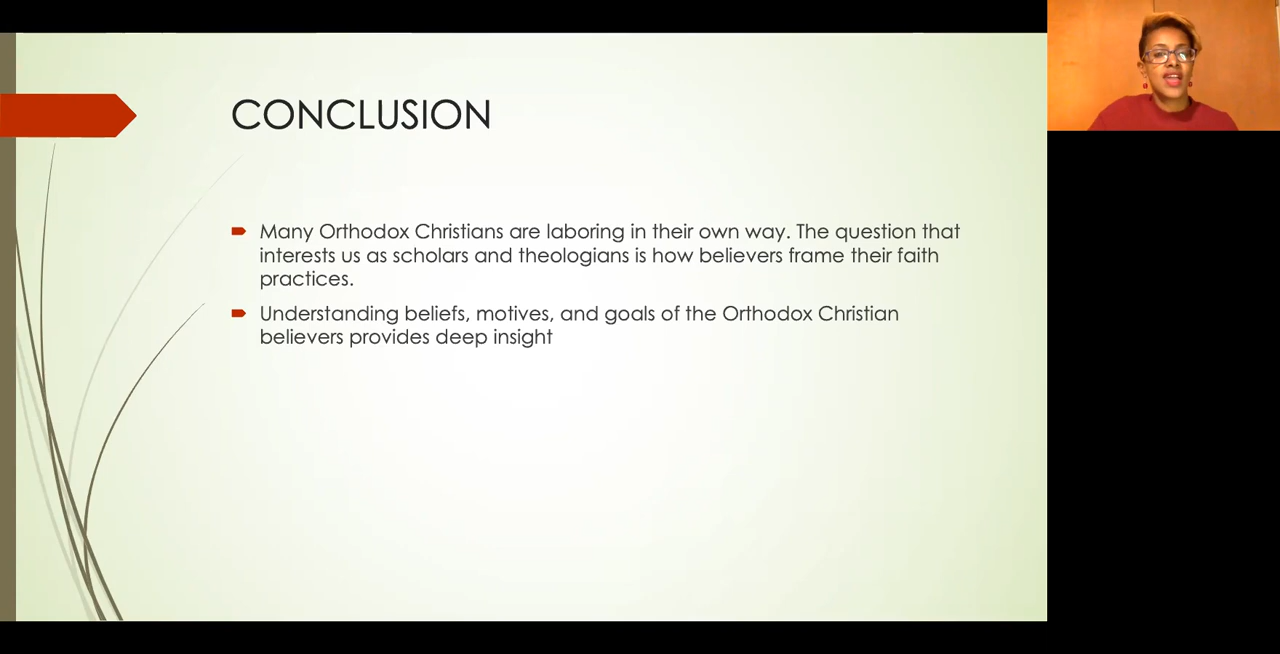 CONCLUSION
Many Orthodox Christians are laboring in their own way. The question that
interests us as scholars and theologians is how believers frame their faith
practices.
Understanding beliefs, motives, and goals of the Orthodox Christian
believers provides deep insight